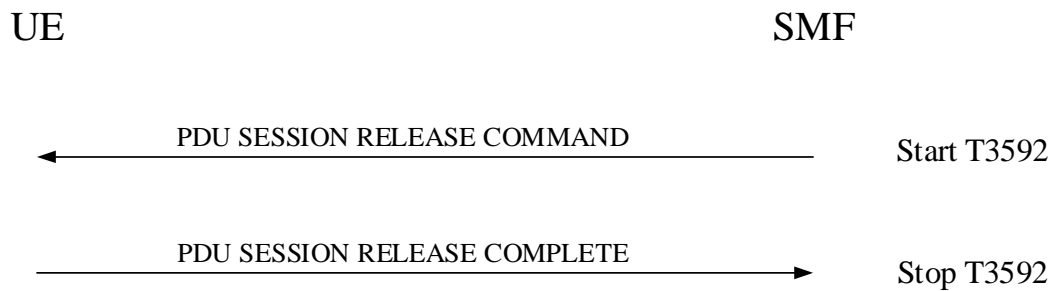 UE
SMF
PDU SESSION RELEASE COMMAND
Start T3592
PDU SESSION RELEASE COMPLETE
Stop T3592